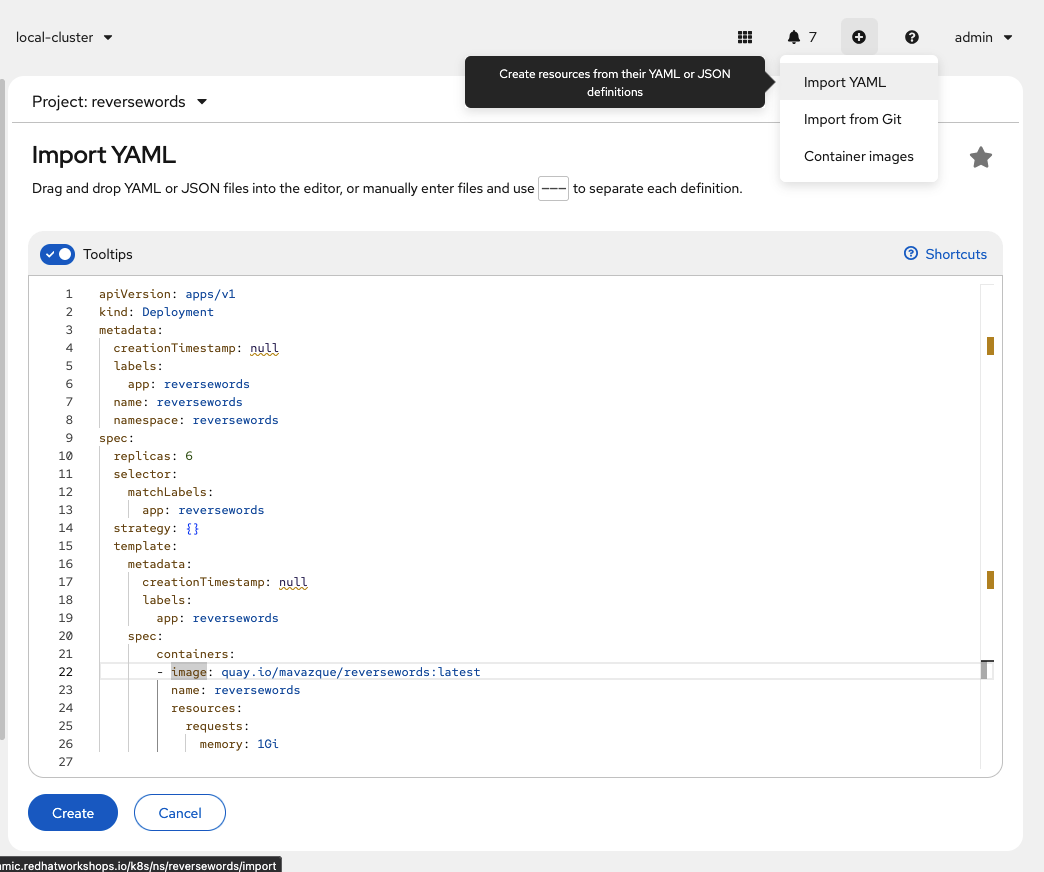 local-cluster
7
admin
Create resources from their YAML or JSON
definitions
Import YAML
Import from Git
Container images
Project: reversewords
Import YAML
Drag and drop YAML or JSON files into the editor, or manually enter files and use --- to separate each definition.
Tooltips
Shortcuts
1 apiVersion: apps/v1
2 kind: Deployment
3 metadata:
4 creationTimestamp: null
5 labels:
6 app: reversewords
7 name: reversewords
8 namespace: reversewords
9 spec:
10 replicas: 6
11 selector:
12 matchLabels:
13 app: reversewords
14 strategy: {}
15 template:
16 metadata:
17 creationTimestamp: null
18 labels:
19 app: reversewords
20 spec:
21 containers:
22 - image: quay.io/mavazque/reversewords:latest
23 name: reversewords
24 resources:
25 requests:
26 memory: 1Gi
27
Create
Cancel
mic.redhatworkshops.io/k8s/ns/reversewords/import